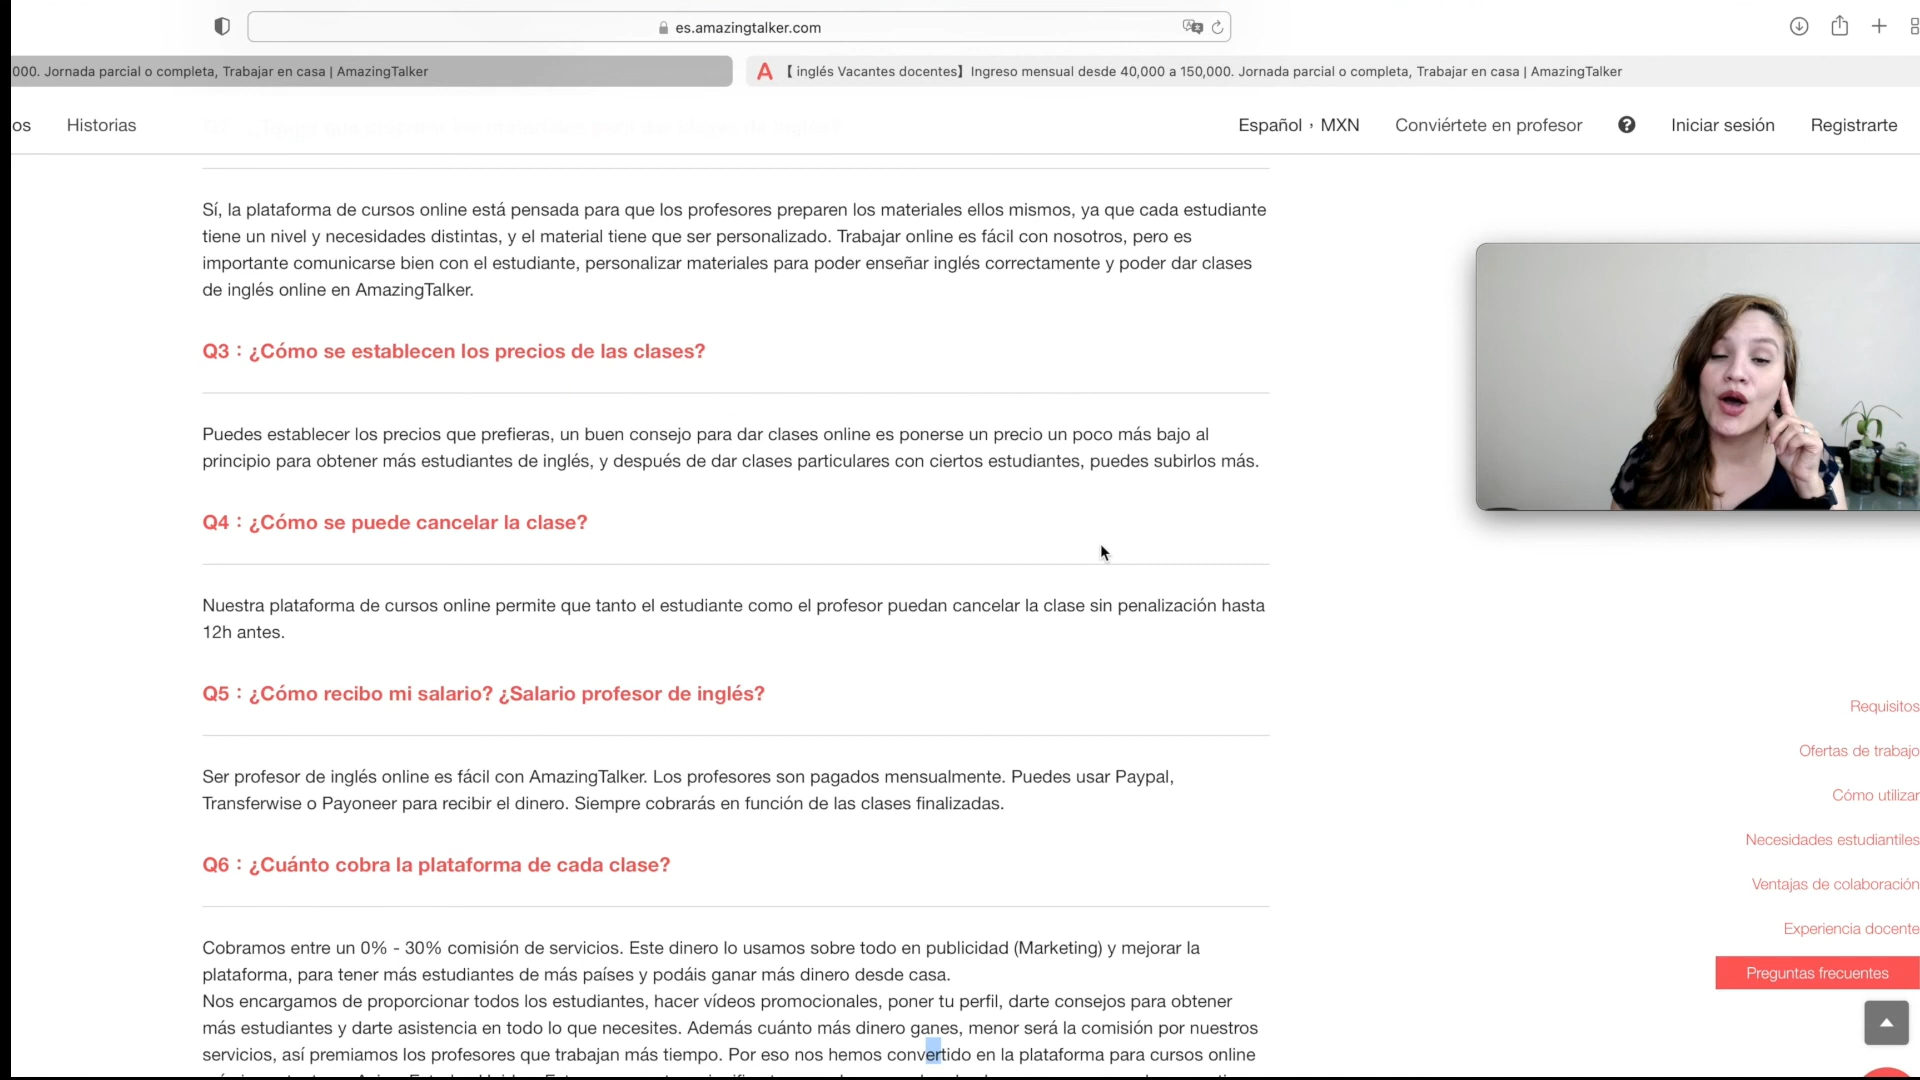 es.amazingtalker.com
000. Jornada parcial o completa, Trabajar en casa | AmazingTalker
【 inglés Vacantes docentes】Ingreso mensual desde 40,000 a 150,000. Jornada parcial o completa, Trabajar en casa | AmazingTalker
os Historias Español · MXN Conviértete en profesor Iniciar sesión Registrarte
Sí, la plataforma de cursos online está pensada para que los profesores preparen los materiales ellos mismos, ya que cada estudiante
tiene un nivel y necesidades distintas, y el material tiene que ser personalizado. Trabajar online es fácil con nosotros, pero es
importante comunicarse bien con el estudiante, personalizar materiales para poder enseñar inglés correctamente y poder dar clases
de inglés online en AmazingTalker.
Q3：¿Cómo se establecen los precios de las clases?
Puedes establecer los precios que prefieras, un buen consejo para dar clases online es ponerse un precio un poco más bajo al
principio para obtener más estudiantes de inglés, y después de dar clases particulares con ciertos estudiantes, puedes subirlos más.
Q4：¿Cómo se puede cancelar la clase?
Nuestra plataforma de cursos online permite que tanto el estudiante como el profesor puedan cancelar la clase sin penalización hasta
12h antes.
Q5：¿Cómo recibo mi salario? ¿Salario profesor de inglés?
Ser profesor de inglés online es fácil con AmazingTalker. Los profesores son pagados mensualmente. Puedes usar Paypal,
Transferwise o Payoneer para recibir el dinero. Siempre cobrarás en función de las clases finalizadas.
Q6：¿Cuánto cobra la plataforma de cada clase?
Cobramos entre un 0% - 30% comisión de servicios. Este dinero lo usamos sobre todo en publicidad (Marketing) y mejorar la
plataforma, para tener más estudiantes de más países y podáis ganar más dinero desde casa.
Nos encargamos de proporcionar todos los estudiantes, hacer vídeos promocionales, poner tu perfil, darte consejos para obtener
más estudiantes y darte asistencia en todo lo que necesites. Además cuánto más dinero ganes, menor será la comisión por nuestros
servicios, así premiamos los profesores que trabajan más tiempo. Por eso nos hemos convertido en la plataforma para cursos online
Requisitos
Ofertas de trabajo
Cómo utilizar
Necesidades estudiantiles
Ventajas de colaboración
Experiencia docente
Preguntas frecuentes